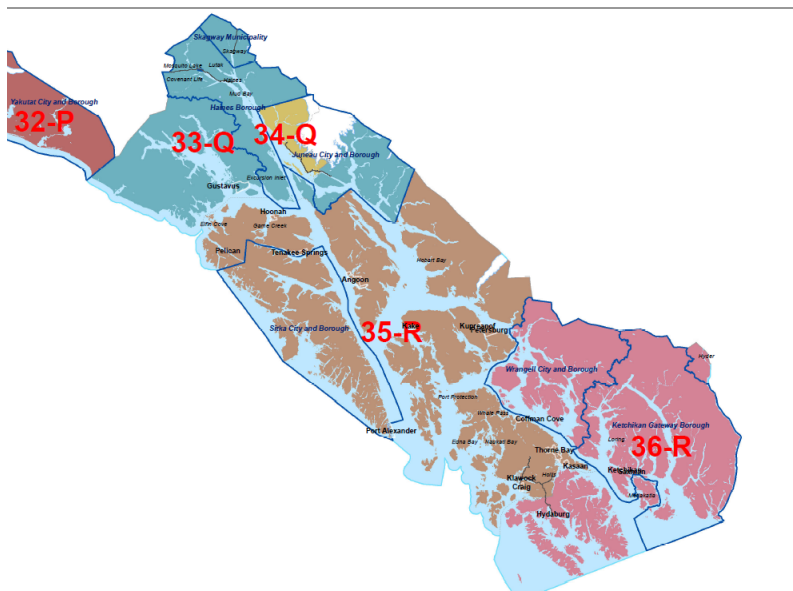 Skagway Municipality
Skagway
Mosquito Lake
Lutak
Covenant Life
Haines
Mud Bay
Yakutat City and Borough
Haines Borough
32-P
33-Q
34-Q
Juneau City and Borough
Excursion Inlet
Gustavus
Hoonah
Elfin Cove
Game Creek
Pelican
Tenakee Springs
Hobart Bay
Angoon
Sitka City and Borough
35-R
Kake
Kupreanof
Petersburg
Hyder
Wrangell City and Borough
Port Protection
Whale Pass
Coffman Cove
Ketchikan Gateway Borough
Port Alexander
Edna Bay
Naukati Bay
Loring
36-R
Thorne Bay
Kasaan
Ketchikan
Saxman
Klawock
Hollis
Craig
Metlakatla
Hydaburg